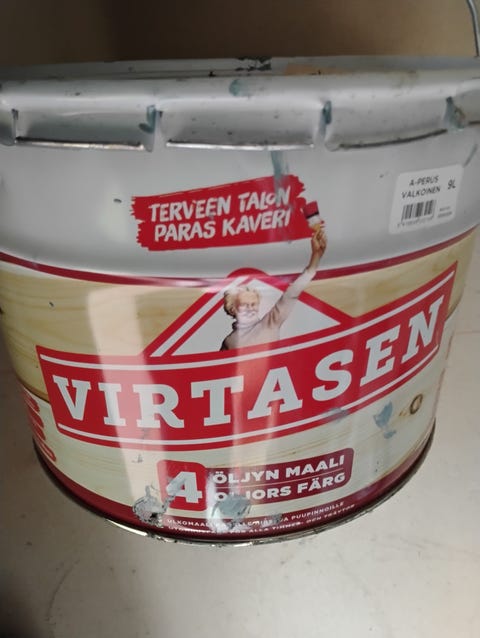 TERVEEN TALON
PARAS KAVERI
A-PERUS
VALKOINEN 9L
VIRTASEN
4 ÖLJYN MAALI
OLJORS FÄRG